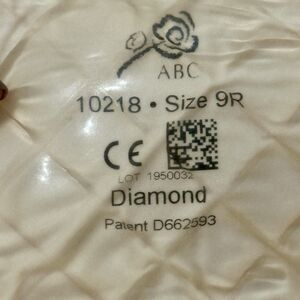 ABC
10218 • Size 9R
CE
LOT 1950032
Diamond
Patent D662593